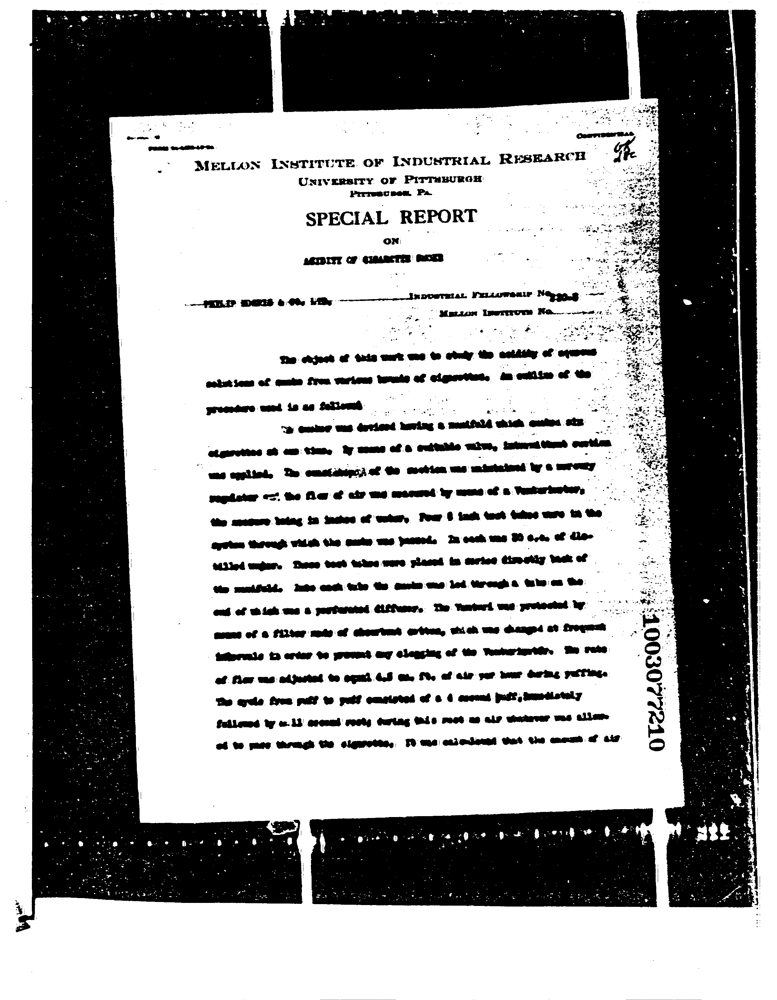 CONFIDENTIAL
MELLON INSTITUTE OF INDUSTRIAL RESEARCH
UNIVERSITY OF PITTSBURGH
PITTSBURGH, PA.
SPECIAL REPORT
ON
ACIDITY OF CIGARETTE SMOKE
PHILIP MORRIS & CO. LTD. INDUSTRIAL FELLOWSHIP No.
MELLON INSTITUTE No.
The object of this work was to study the acidity of aqueous
solutions of smoke from various brands of cigarettes. An outline of the
procedure used is as follows
smoker was devised having a manifold which smokes six
cigarettes at one time. By means of a suitable valve, intermittent suction
was applied. The of the suction was maintained by a mercury
regulator the flow of air was measured by means of a Venturimeter,
the measure being in inches of water. Four 8 inch test tubes were in the
system through which the smoke was passed. In each was 20 c.c. of dis-
tilled water. These test tubes were placed in series directly back of
the manifold. Into each tube the smoke was led through a tube on the
end of which was a perforated diffuser. The Venturi was protected by
means of a filter made of absorbent cotton, which was changed at frequent
intervals in order to prevent any clogging of the Venturimeter. The rate
of flow was adjusted to equal 4.5 cu. ft. of air per hour during puffing.
The cycle from puff to puff consisted of a 4 second puff, immediately
followed by 11 second rest; during this rest no air whatever was allow-
ed to pass through the cigarette. It was calculated that the amount of air
1003077210